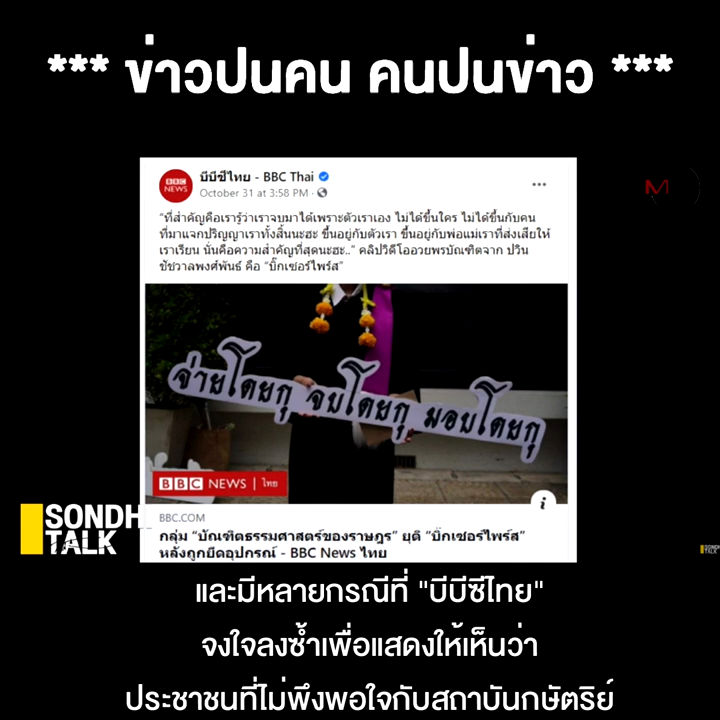 *** ข่าวปนคน คนปนข่าว ***
BBC NEWS
บีบีซีไทย - BBC Thai
October 31 at 3:58 PM
"ที่สำคัญคือเรารู้ว่าเราจบมาได้เพราะตัวเราเอง ไม่ได้ขึ้นใคร ไม่ได้ขึ้นกับคน
ที่มาแจกปริญญาเราทั้งสิ้นนะฮะ ขึ้นอยู่กับตัวเรา ขึ้นอยู่กับพ่อแม่เราที่ส่งเสียให้
เราเรียน นั่นคือความสำคัญที่สุดนะฮะ.." คลิปวิดีโออวยพรบัณฑิตจาก ปวิน
ชัชวาลพงศ์พันธ์ คือ "บิ๊กเซอร์ไพร์ส"
จ่ายโดยกู จบโดยกู มอบโดยกู
BBC NEWS | ไทย
BBC.COM
กลุ่ม "บัณฑิตธรรมศาสตร์ของราษฎร" ยุติ "บิ๊กเซอร์ไพร์ส"
หลังถูกยึดอุปกรณ์ - BBC News ไทย
SONDHI
TALK
M
SONDHI
TALK
และมีหลายกรณีที่ "บีบีซีไทย"
จงใจลงซ้ำเพื่อแสดงให้เห็นว่า
ประชาชนที่ไม่พึงพอใจกับสถาบันกษัตริย์